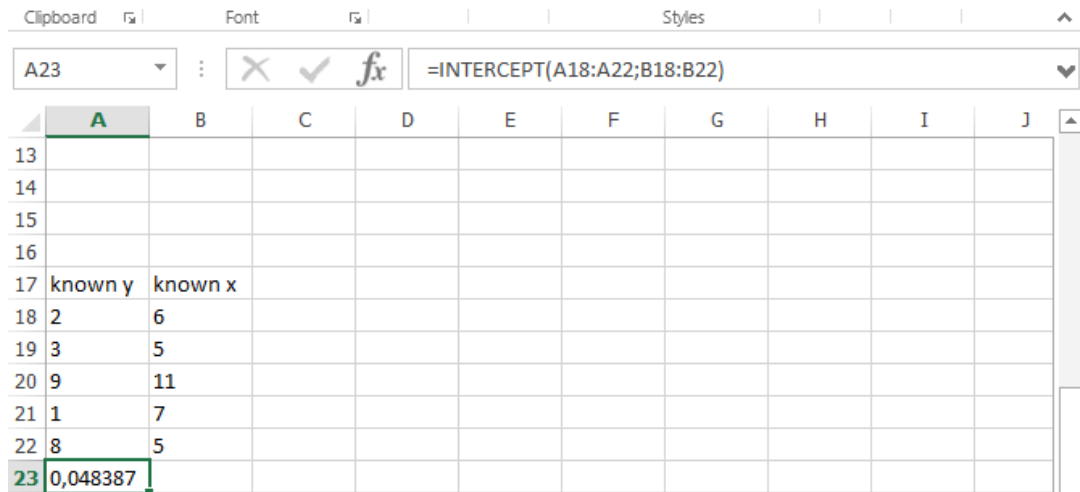 Clipboard Font Styles
A23 fx =INTERCEPT(A18:A22;B18:B22)
A B C D E F G H I J
13
14
15
16
17 known y known x
18 2 6
19 3 5
20 9 11
21 1 7
22 8 5
23 0,048387